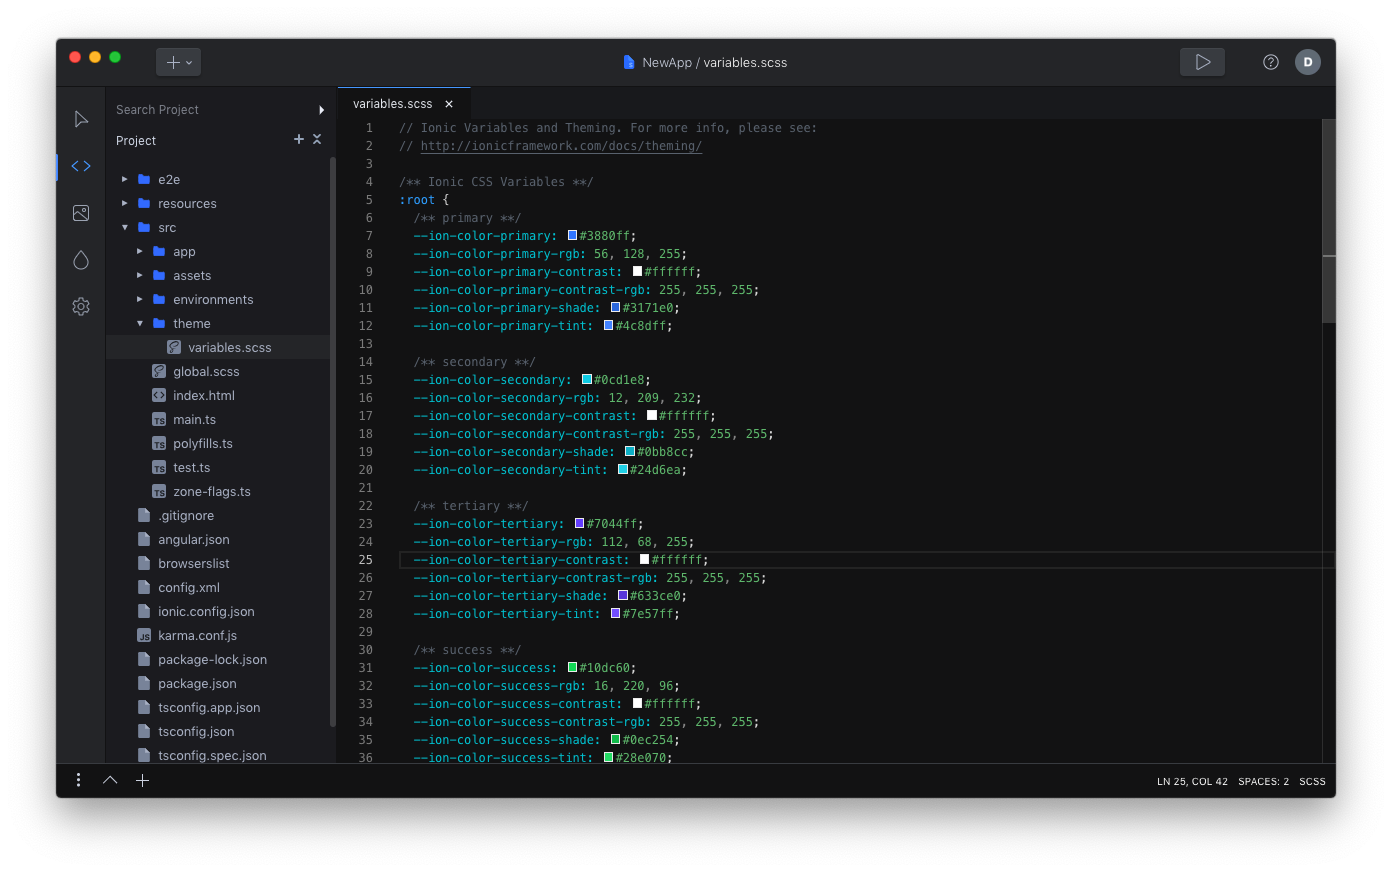 NewApp / variables.scss
D
Search Project
Project
e2e
resources
src
app
assets
environments
theme
variables.scss
global.scss
index.html
TS main.ts
TS polyfills.ts
TS test.ts
TS zone-flags.ts
.gitignore
angular.json
browserslist
config.xml
ionic.config.json
JS karma.conf.js
package-lock.json
package.json
tsconfig.app.json
tsconfig.json
tsconfig.spec.json
variables.scss ×
1 // Ionic Variables and Theming. For more info, please see:
2 // http://ionicframework.com/docs/theming/
3
4 /** Ionic CSS Variables **/
5 :root {
6 /** primary **/
7 --ion-color-primary: #3880ff;
8 --ion-color-primary-rgb: 56, 128, 255;
9 --ion-color-primary-contrast: #ffffff;
10 --ion-color-primary-contrast-rgb: 255, 255, 255;
11 --ion-color-primary-shade: #3171e0;
12 --ion-color-primary-tint: #4c8dff;
13
14 /** secondary **/
15 --ion-color-secondary: #0cd1e8;
16 --ion-color-secondary-rgb: 12, 209, 232;
17 --ion-color-secondary-contrast: #ffffff;
18 --ion-color-secondary-contrast-rgb: 255, 255, 255;
19 --ion-color-secondary-shade: #0bb8cc;
20 --ion-color-secondary-tint: #24d6ea;
21
22 /** tertiary **/
23 --ion-color-tertiary: #7044ff;
24 --ion-color-tertiary-rgb: 112, 68, 255;
25 --ion-color-tertiary-contrast: #ffffff;
26 --ion-color-tertiary-contrast-rgb: 255, 255, 255;
27 --ion-color-tertiary-shade: #633ce0;
28 --ion-color-tertiary-tint: #7e57ff;
29
30 /** success **/
31 --ion-color-success: #10dc60;
32 --ion-color-success-rgb: 16, 220, 96;
33 --ion-color-success-contrast: #ffffff;
34 --ion-color-success-contrast-rgb: 255, 255, 255;
35 --ion-color-success-shade: #0ec254;
36 --ion-color-success-tint: #28e070;
LN 25, COL 42 SPACES: 2 SCSS